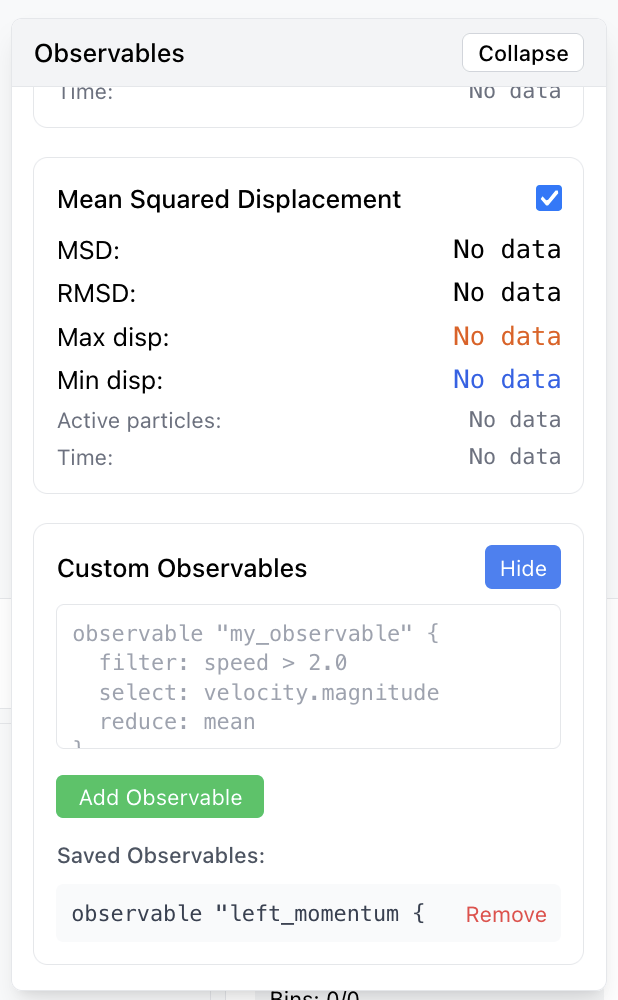 Observables
Collapse
Time:
No data
Mean Squared Displacement
MSD:
No data
RMSD:
No data
Max disp:
No data
Min disp:
No data
Active particles:
No data
Time:
No data
Custom Observables
Hide
observable "my_observable" {
  filter: speed > 2.0
  select: velocity.magnitude
  reduce: mean
}
Add Observable
Saved Observables:
observable "left_momentum {
Remove
Bins: 0/0